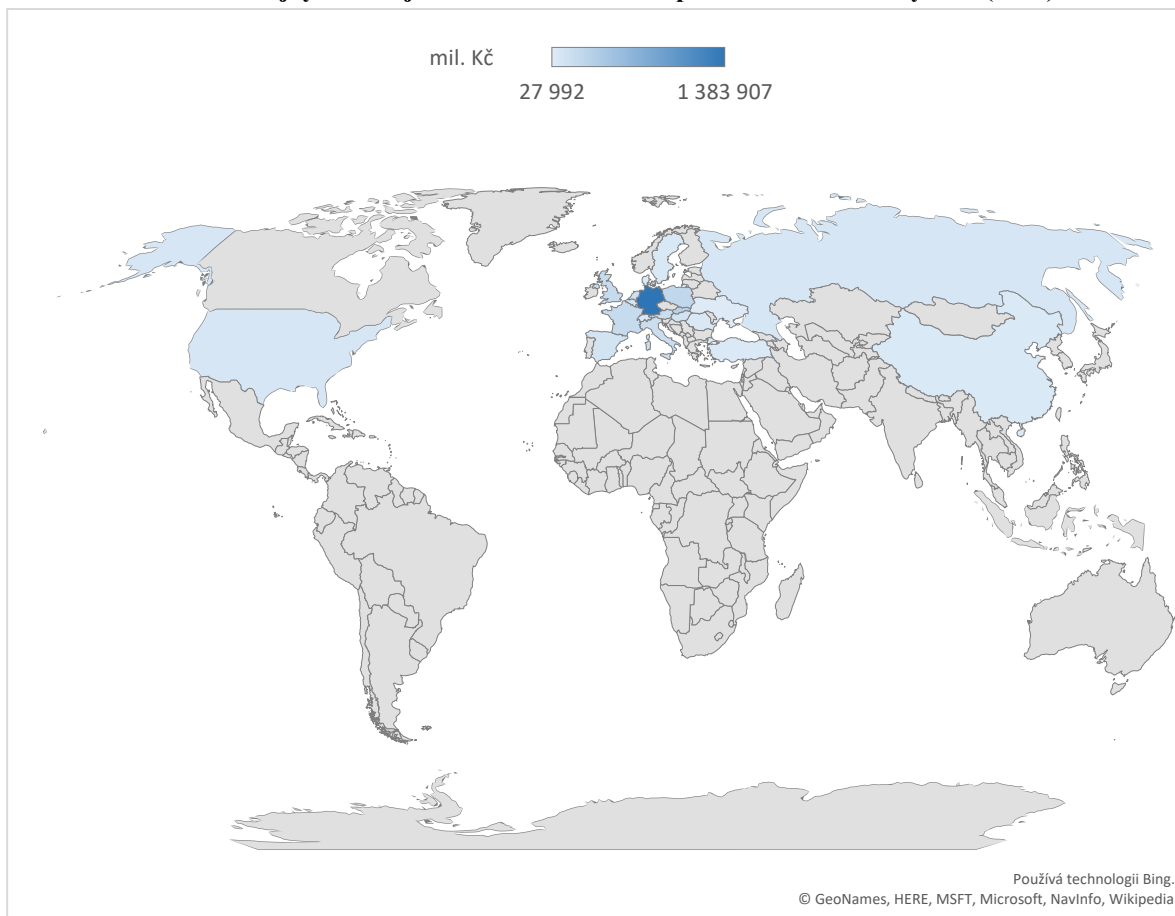 mil. Kč
27 992 1 383 907
Používá technologii Bing.
© GeoNames, HERE, MSFT, Microsoft, NavInfo, Wikipedia